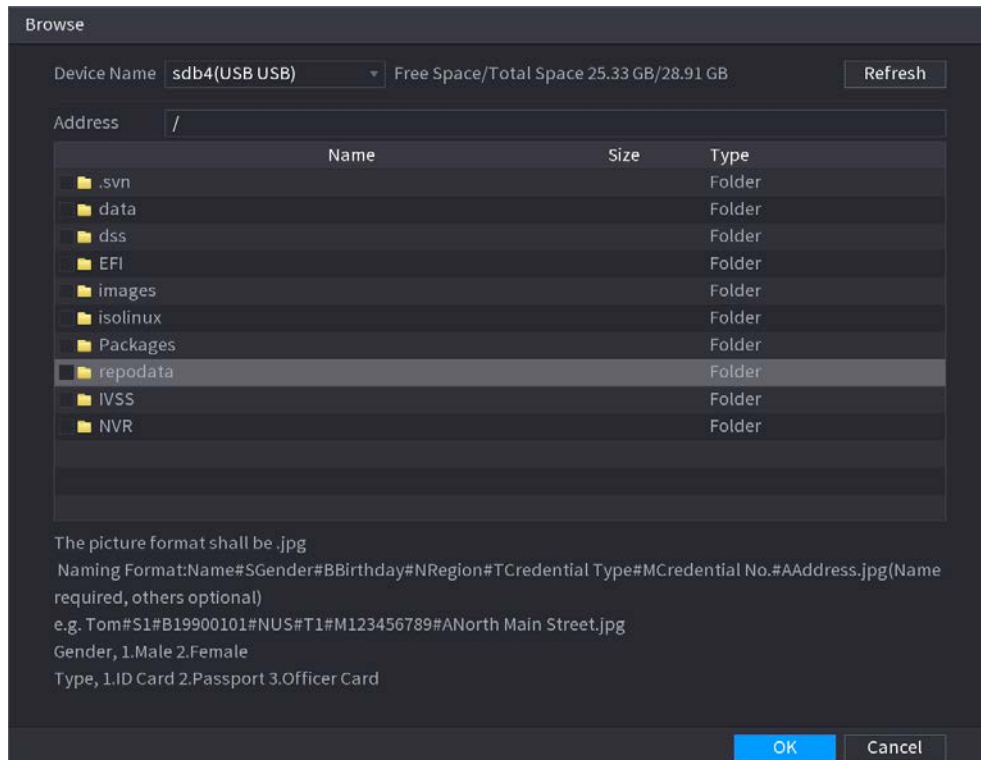 Browse
Device Name sdb4(USB USB) Free Space/Total Space 25.33 GB/28.91 GB Refresh
Address /
Name Size Type
.svn Folder
data Folder
dss Folder
EFI Folder
images Folder
isolinux Folder
Packages Folder
repodata Folder
IVSS Folder
NVR Folder
The picture format shall be .jpg
Naming Format:Name#SGender#BBirthday#NRegion#TCredential Type#MCredential No.#AAddress.jpg(Name
required, others optional)
e.g. Tom#S1#B19900101#NUS#T1#M123456789#ANorth Main Street.jpg
Gender, 1.Male 2.Female
Type, 1.ID Card 2.Passport 3.Officer Card
OK Cancel